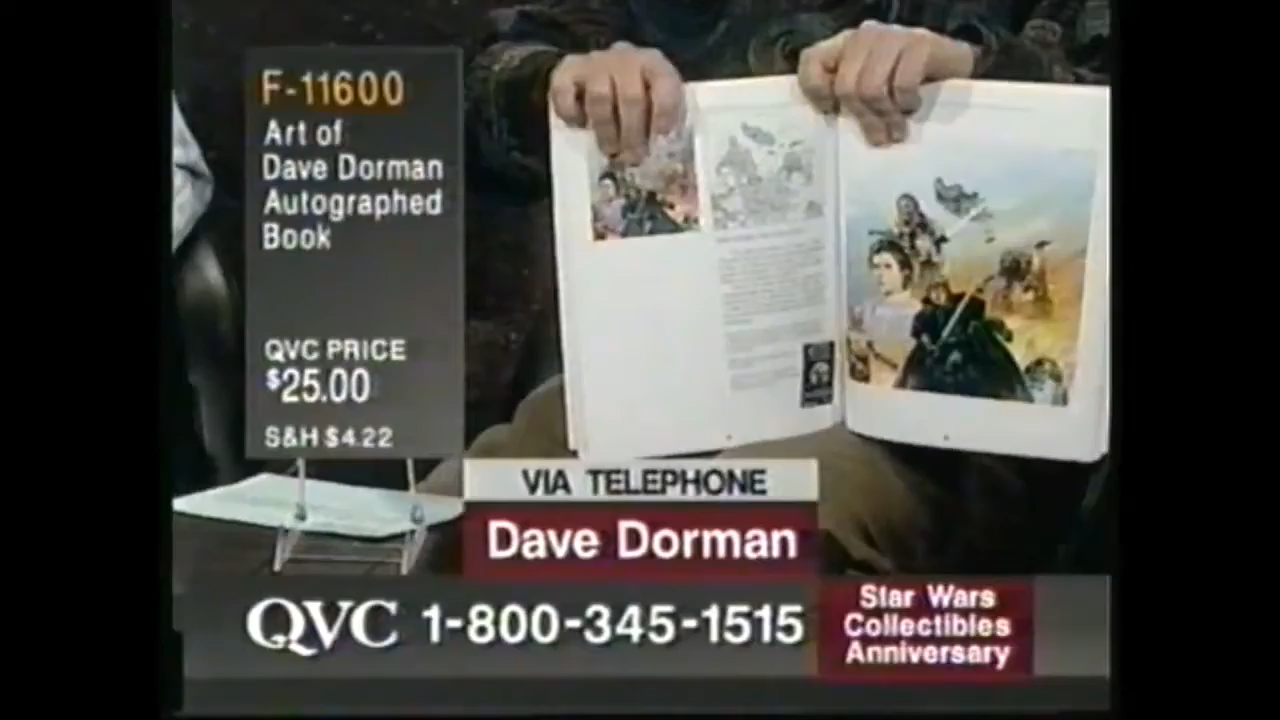 F-11600
Art of
Dave Dorman
Autographed
Book
QVC PRICE
$25.00
S&H $4.22
VIA TELEPHONE
Dave Dorman
QVC 1-800-345-1515
Star Wars
Collectibles
Anniversary